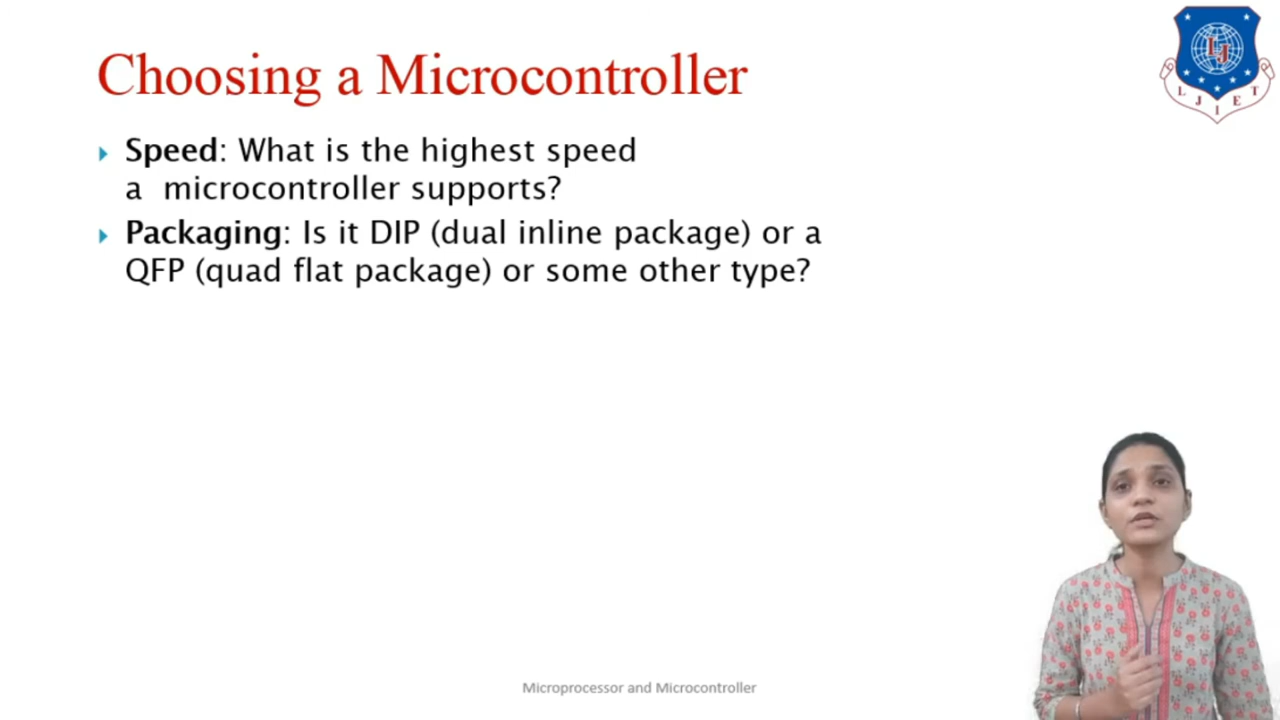 Choosing a Microcontroller
Speed: What is the highest speed
a microcontroller supports?
Packaging: Is it DIP (dual inline package) or a
QFP (quad flat package) or some other type?
LJ
L J I E T
Microprocessor and Microcontroller